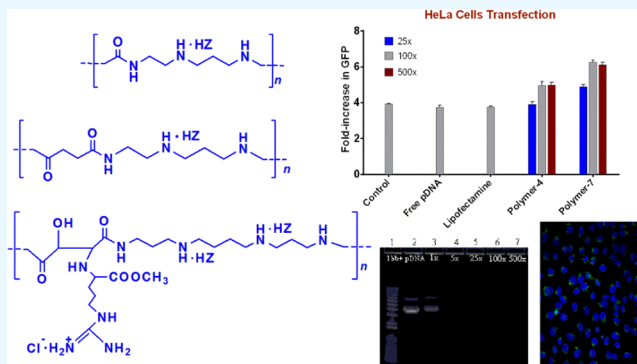 O
N
H
H · HZ
N
H
N
n
O
O
N
H
H · HZ
N
H
N
n
OH
O
O
N
H
H
N
·HZ
H · HZ
N
H
N
n
NH
COOCH₃
NH
Cl⁻·H₂N⁺
NH₂
HeLa Cells Transfection
Fold-increase in GFP
8
6
4
2
0
25x
100x
500x
Control
Free pDNA
Lipofectamine
Polymer-4
Polymer-7
1 2 3 4 5 6 7
1kb+ pDNA 1x 5x 25x 100x 500x